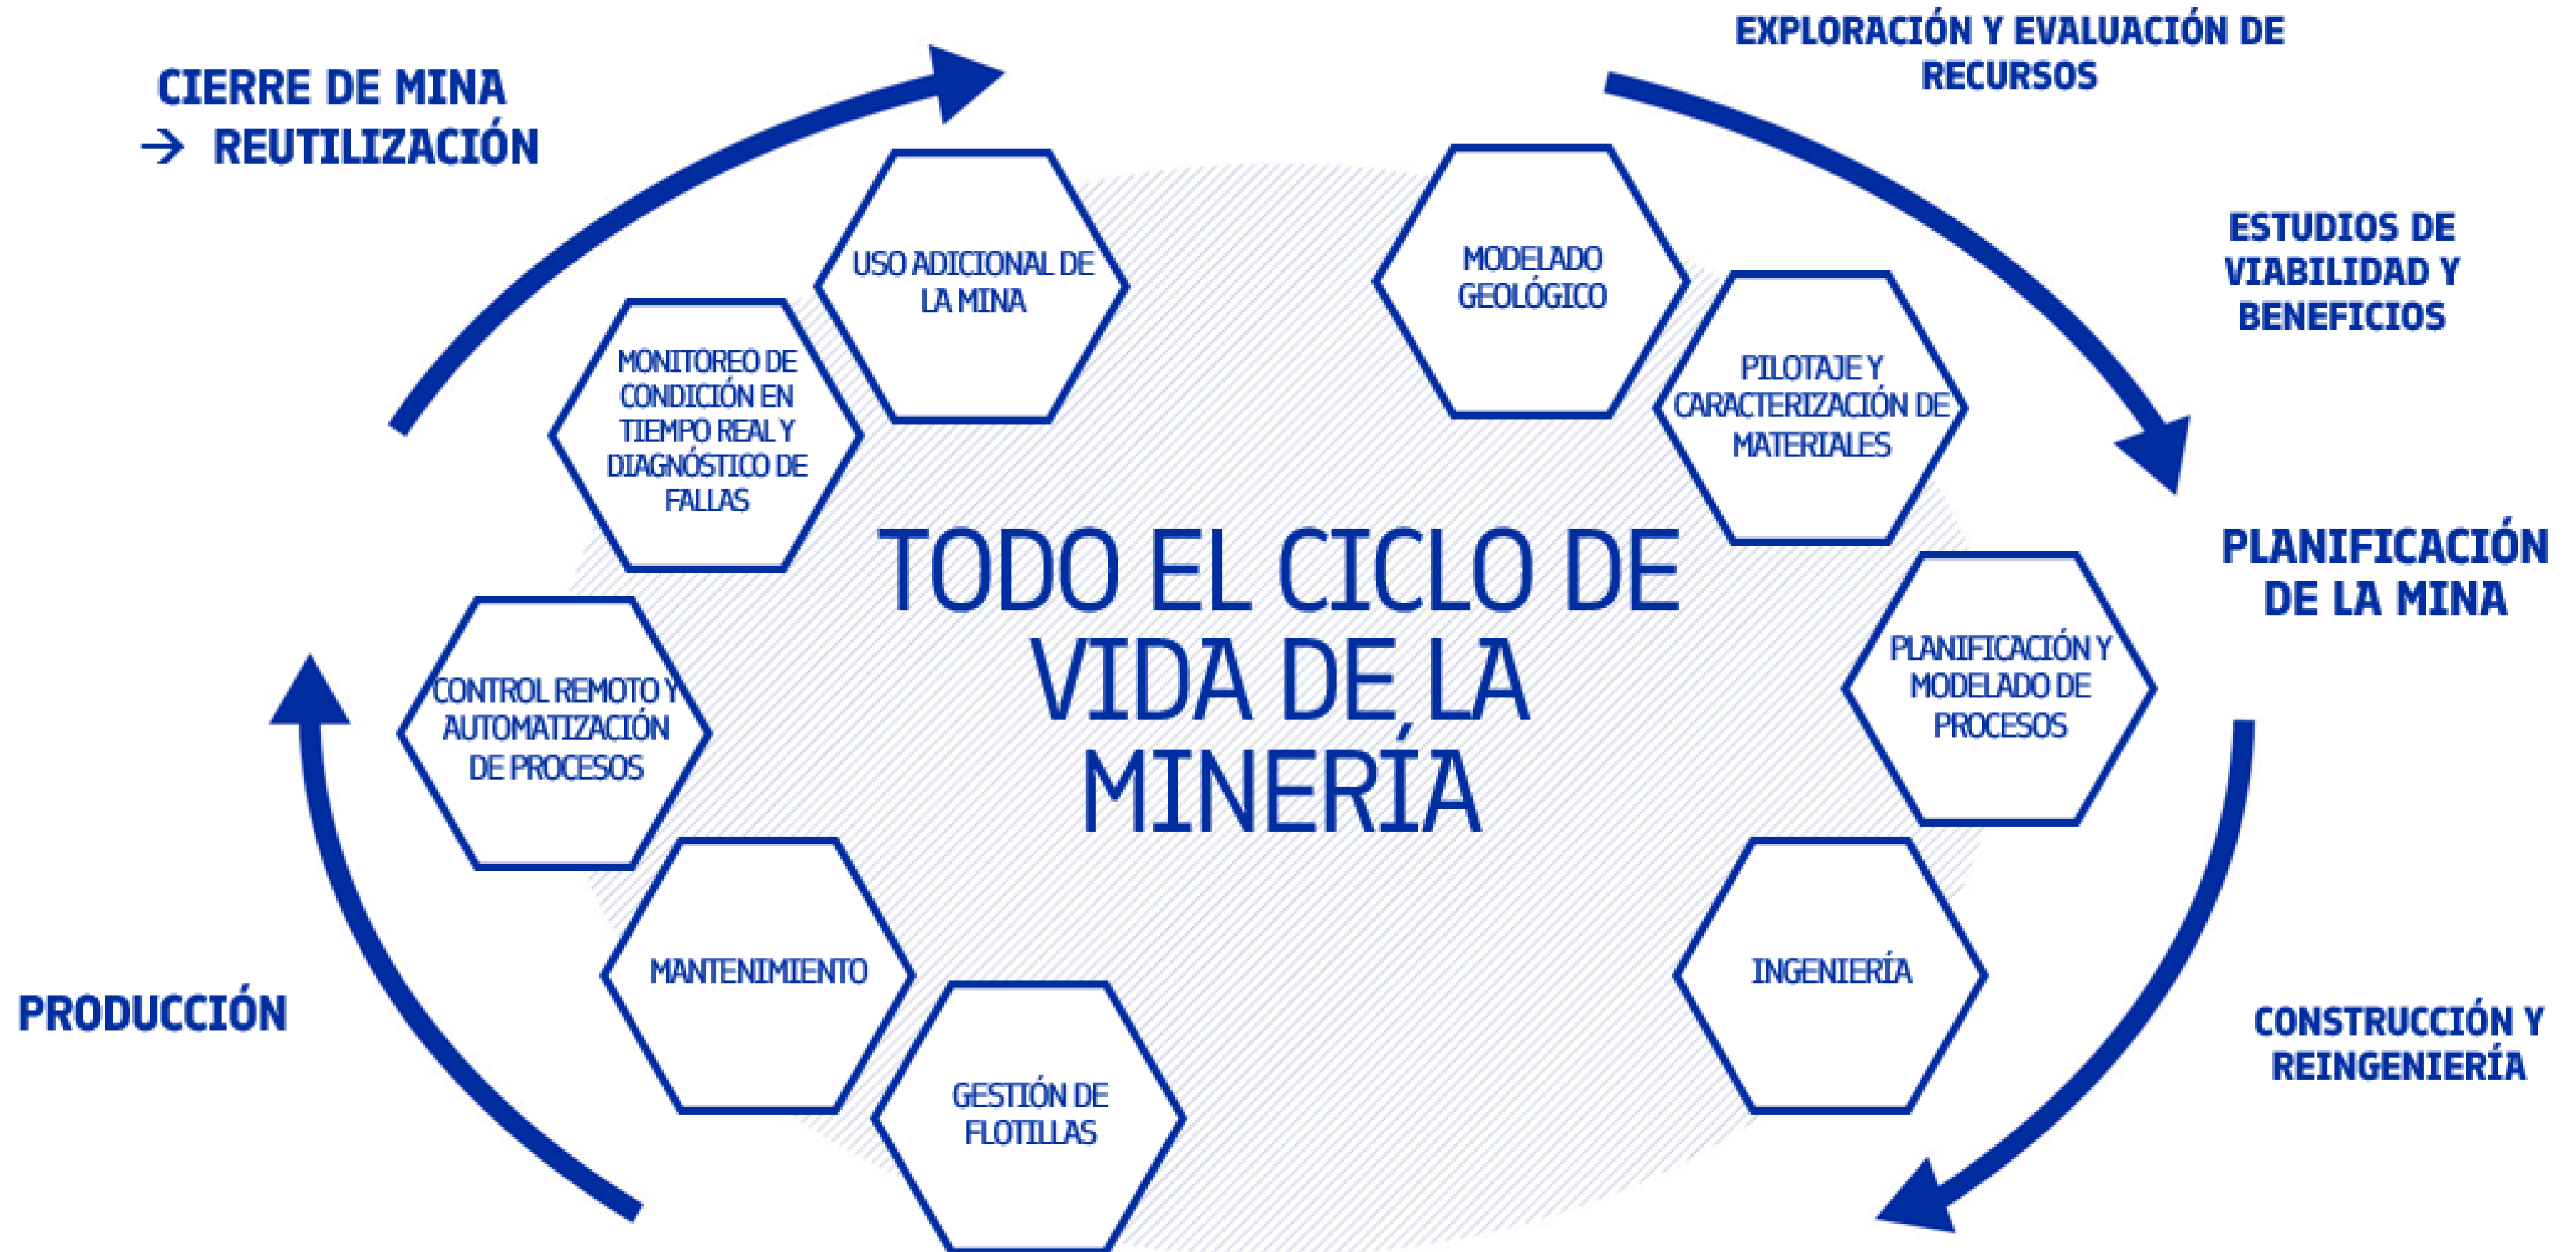 EXPLORACIÓN Y EVALUACIÓN DE
RECURSOS
CIERRE DE MINA
→ REUTILIZACIÓN
ESTUDIOS DE
VIABILIDAD Y
BENEFICIOS
USO ADICIONAL DE
LA MINA
MODELADO
GEOLÓGICO
MONITOREO DE
CONDICIÓN EN
TIEMPO REAL Y
DIAGNÓSTICO DE
FALLAS
PILOTAJE Y
CARACTERIZACIÓN DE
MATERIALES
TODO EL CICLO DE
VIDA DE LA
MINERÍA
PLANIFICACIÓN
DE LA MINA
PLANIFICACIÓN Y
MODELADO DE
PROCESOS
CONTROL REMOTO Y
AUTOMATIZACIÓN
DE PROCESOS
MANTENIMIENTO
INGENIERÍA
PRODUCCIÓN
CONSTRUCCIÓN Y
REINGENIERÍA
GESTIÓN DE
FLOTILLAS